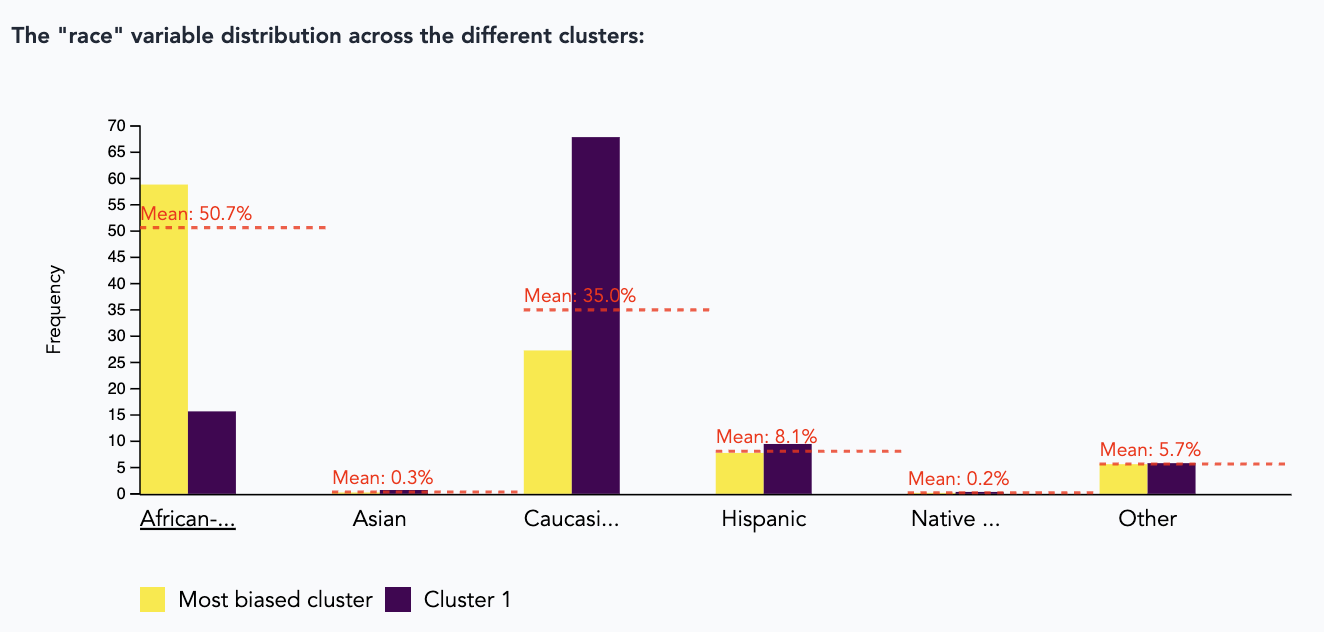 The "race" variable distribution across the different clusters:
70
65
60
55
50
45
40
35
30
25
20
15
10
5
0
Frequency
Mean: 50.7%
Mean: 0.3%
Mean: 35.0%
Mean: 8.1%
Mean: 0.2%
Mean: 5.7%
African-... Asian Caucasi... Hispanic Native ... Other
Most biased cluster Cluster 1